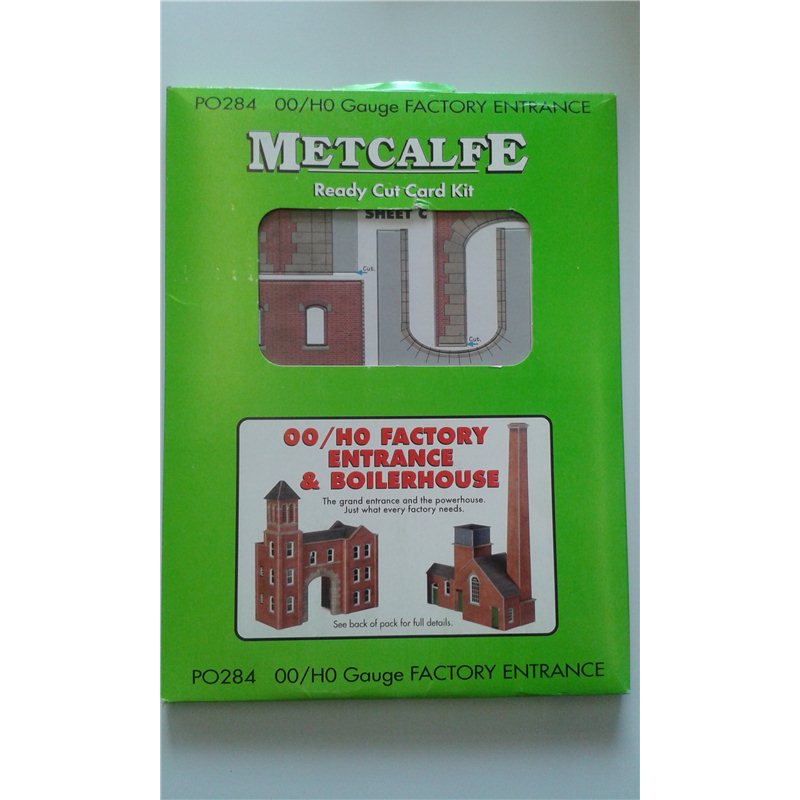 PO284 00/H0 Gauge FACTORY ENTRANCE
METCALFE
Ready Cut Card Kit
SHEET C
Cut.
Cut.
00/H0 FACTORY
ENTRANCE
& BOILERHOUSE
The grand entrance and the powerhouse.
Just what every factory needs.
See back of pack for full details.
PO284 00/H0 Gauge FACTORY ENTRANCE